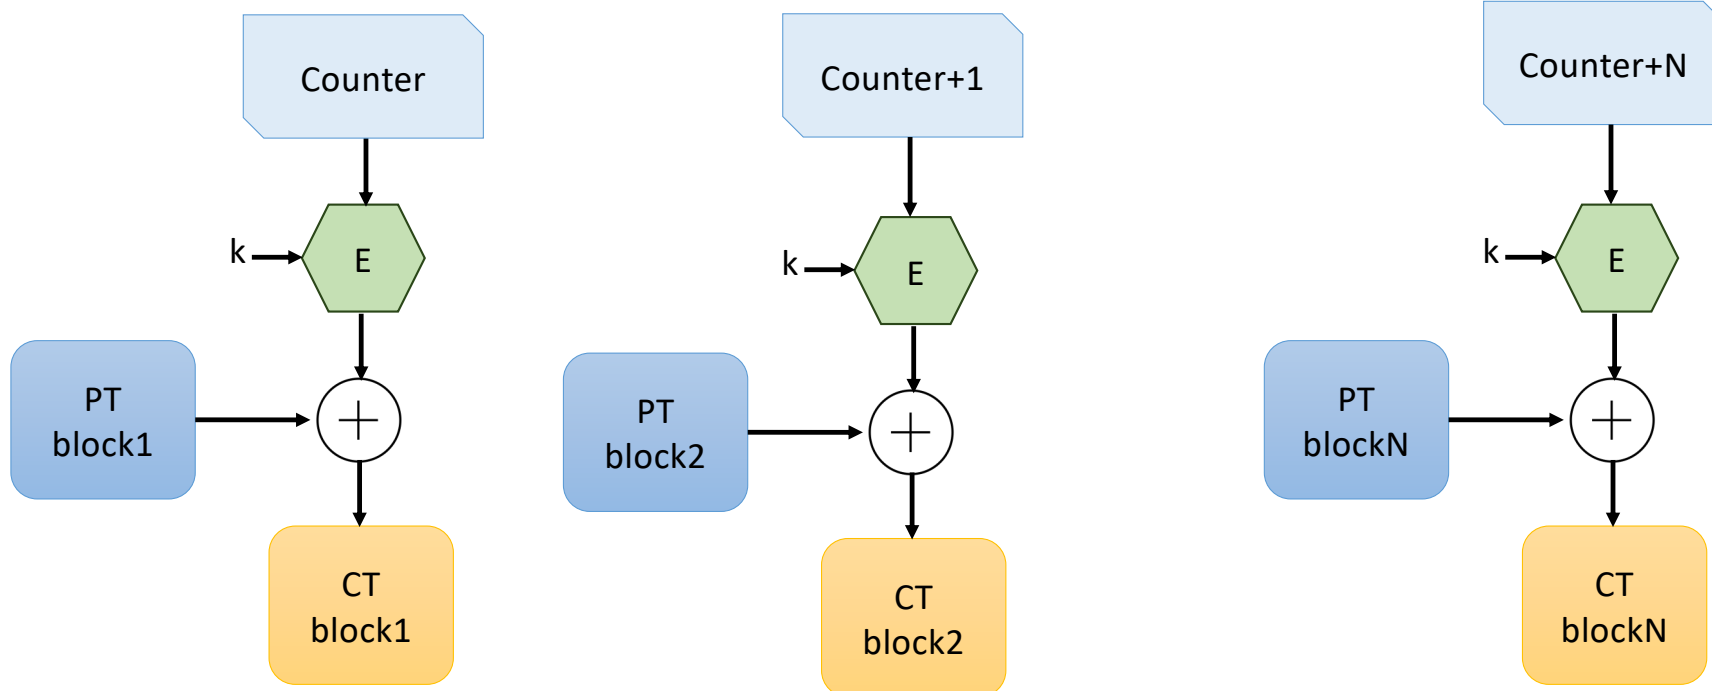 Counter
Counter+1
Counter+N
k
E
k
E
k
E
PT
block1
PT
block2
PT
blockN
CT
block1
CT
block2
CT
blockN